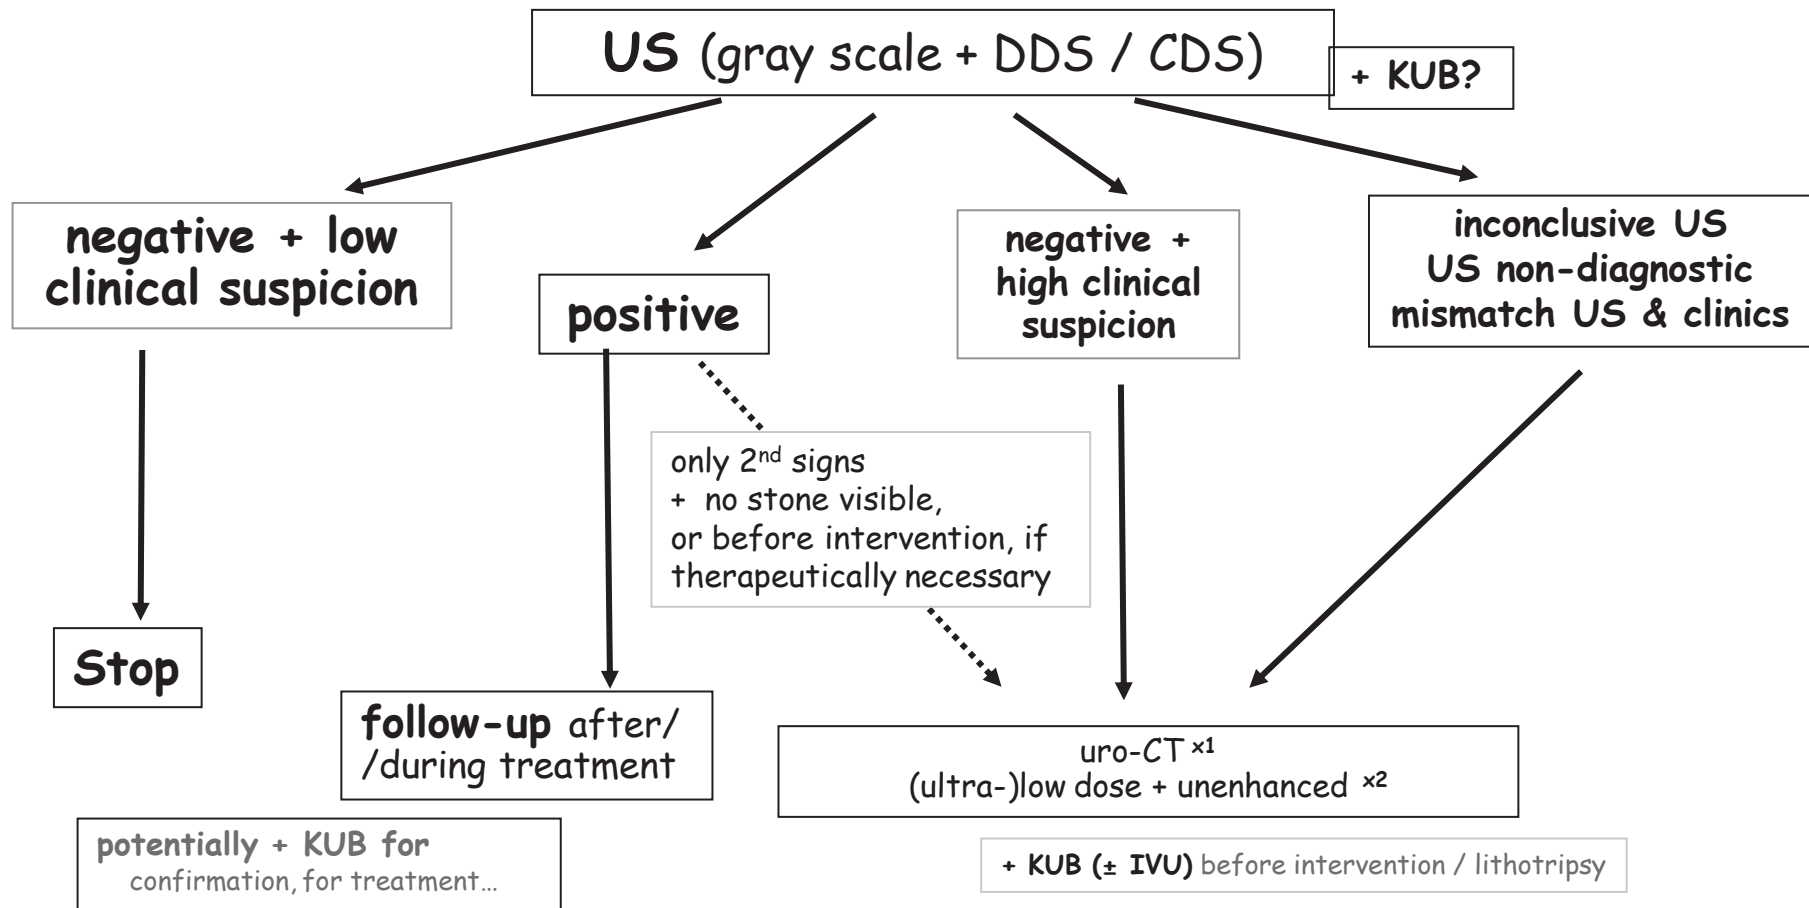 US (gray scale + DDS / CDS)
+ KUB?
negative + low
clinical suspicion
positive
negative +
high clinical
suspicion
inconclusive US
US non-diagnostic
mismatch US & clinics
only 2nd signs
+ no stone visible,
or before intervention, if
therapeutically necessary
Stop
follow-up after/
/during treatment
uro-CT x1
(ultra-)low dose + unenhanced x2
potentially + KUB for
confirmation, for treatment…
+ KUB (± IVU) before intervention / lithotripsy